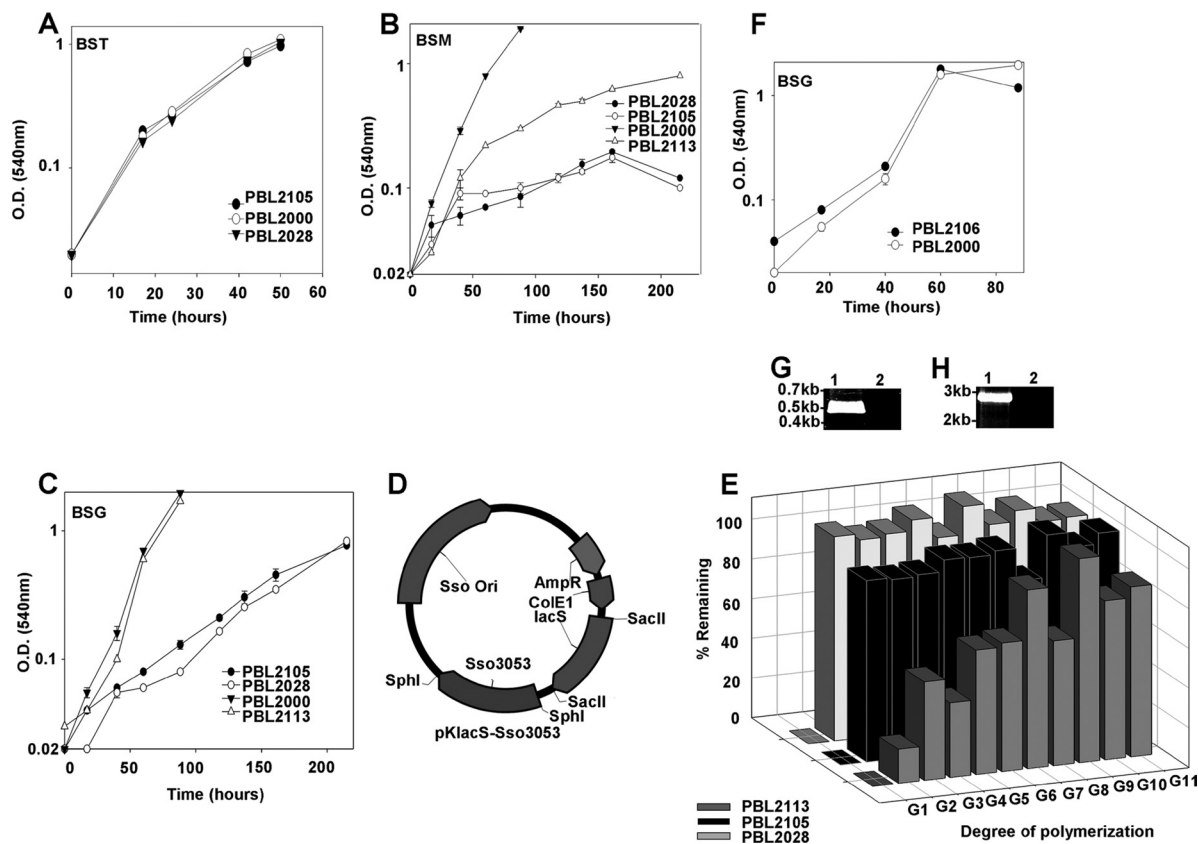 A
BST
1
0.1
O.D. (540nm)
PBL2105
PBL2000
PBL2028
0 10 20 30 40 50 60
Time (hours)
B
BSM
1
0.1
0.02
O.D. (540nm)
PBL2028
PBL2105
PBL2000
PBL2113
0 50 100 150 200
Time (hours)
F
BSG
1
0.1
O.D. (540nm)
PBL2106
PBL2000
0 20 40 60 80
Time (hours)
G
1 2
0.7kb
0.5kb
0.4kb
H
1 2
3kb
2kb
C
BSG
1
0.1
0.02
O.D. (540nm)
PBL2105
PBL2028
PBL2000
PBL2113
0 50 100 150 200
Time (hours)
D
Sso Ori
AmpR
ColE1
lacS
SacII
Sso3053
SphI
SacII
SphI
pKlacS-Sso3053
E
100
80
60
40
20
0
% Remaining
G1 G2 G3 G4 G5 G6 G7 G8 G9 G10 G11
Degree of polymerization
PBL2113
PBL2105
PBL2028